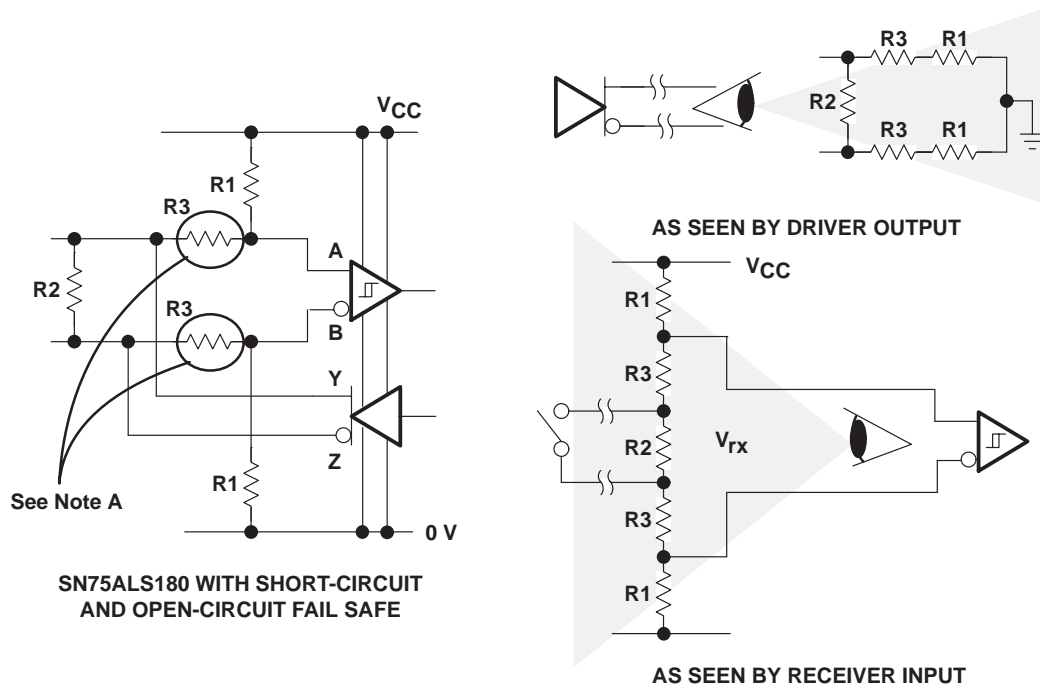 VCC
R1
R3
A
R2
R3
B
Y
Z
R1
See Note A
0 V
SN75ALS180 WITH SHORT-CIRCUIT
AND OPEN-CIRCUIT FAIL SAFE
R3 R1
R2
R3 R1
AS SEEN BY DRIVER OUTPUT
VCC
R1
R3
Vrx
R2
R3
R1
AS SEEN BY RECEIVER INPUT